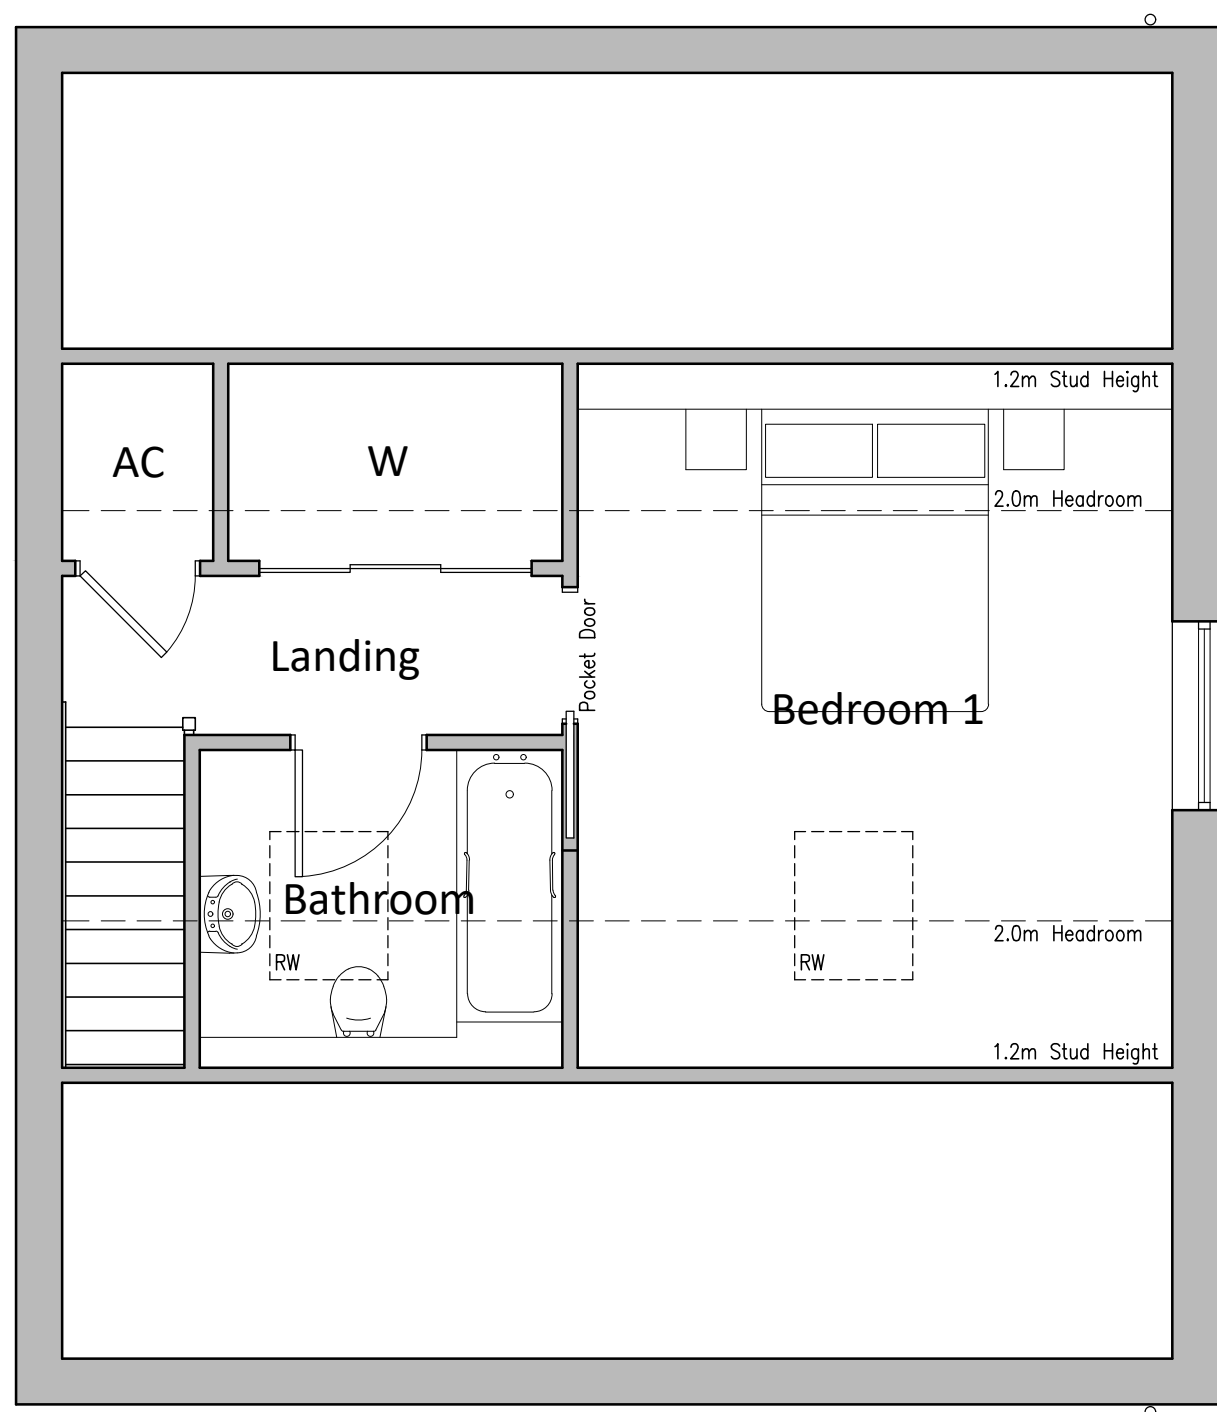 1.2m Stud Height
AC
W
2.0m Headroom
Pocket Door
Landing
Bedroom 1
Bathroom
2.0m Headroom
RW
RW
1.2m Stud Height